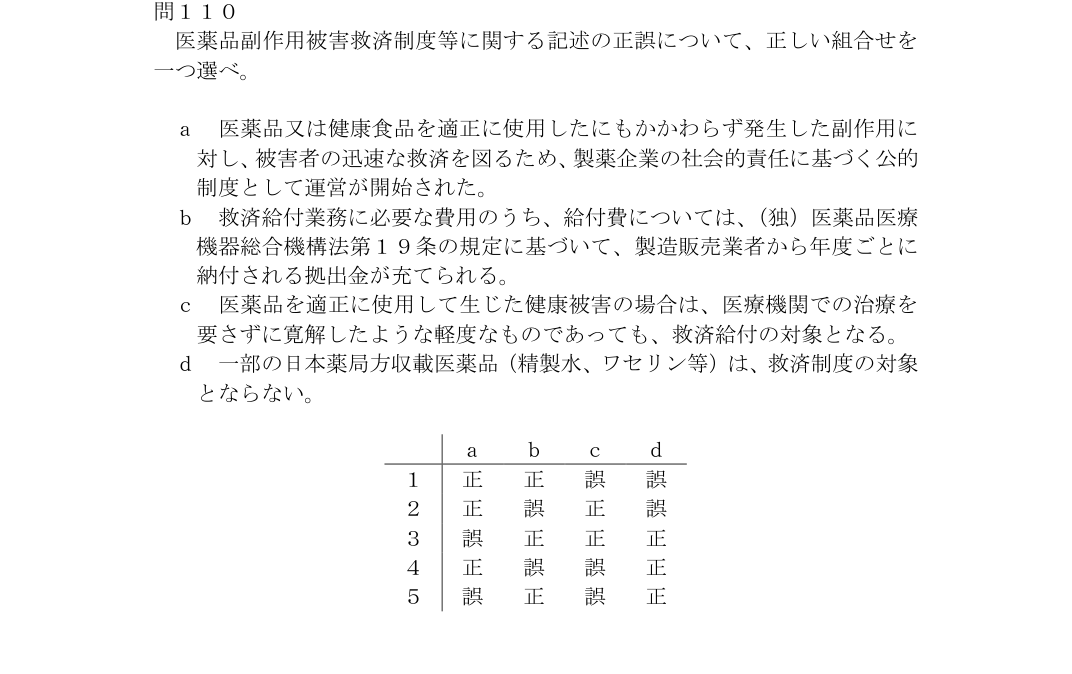 問１１０
医薬品副作用被害救済制度等に関する記述の正誤について、正しい組合せを
一つ選べ。
a 医薬品又は健康食品を適正に使用したにもかかわらず発生した副作用に
対し、被害者の迅速な救済を図るため、製薬企業の社会的責任に基づく公的
制度として運営が開始された。
b 救済給付業務に必要な費用のうち、給付費については、（独）医薬品医療
機器総合機構法第１９条の規定に基づいて、製造販売業者から年度ごとに
納付される拠出金が充てられる。
c 医薬品を適正に使用して生じた健康被害の場合は、医療機関での治療を
要さずに寛解したような軽度なものであっても、救済給付の対象となる。
d 一部の日本薬局方収載医薬品（精製水、ワセリン等）は、救済制度の対象
とならない。
a b c d
1 正 正 誤 誤
2 正 誤 正 誤
3 誤 正 正 正
4 正 誤 誤 正
5 誤 正 誤 正